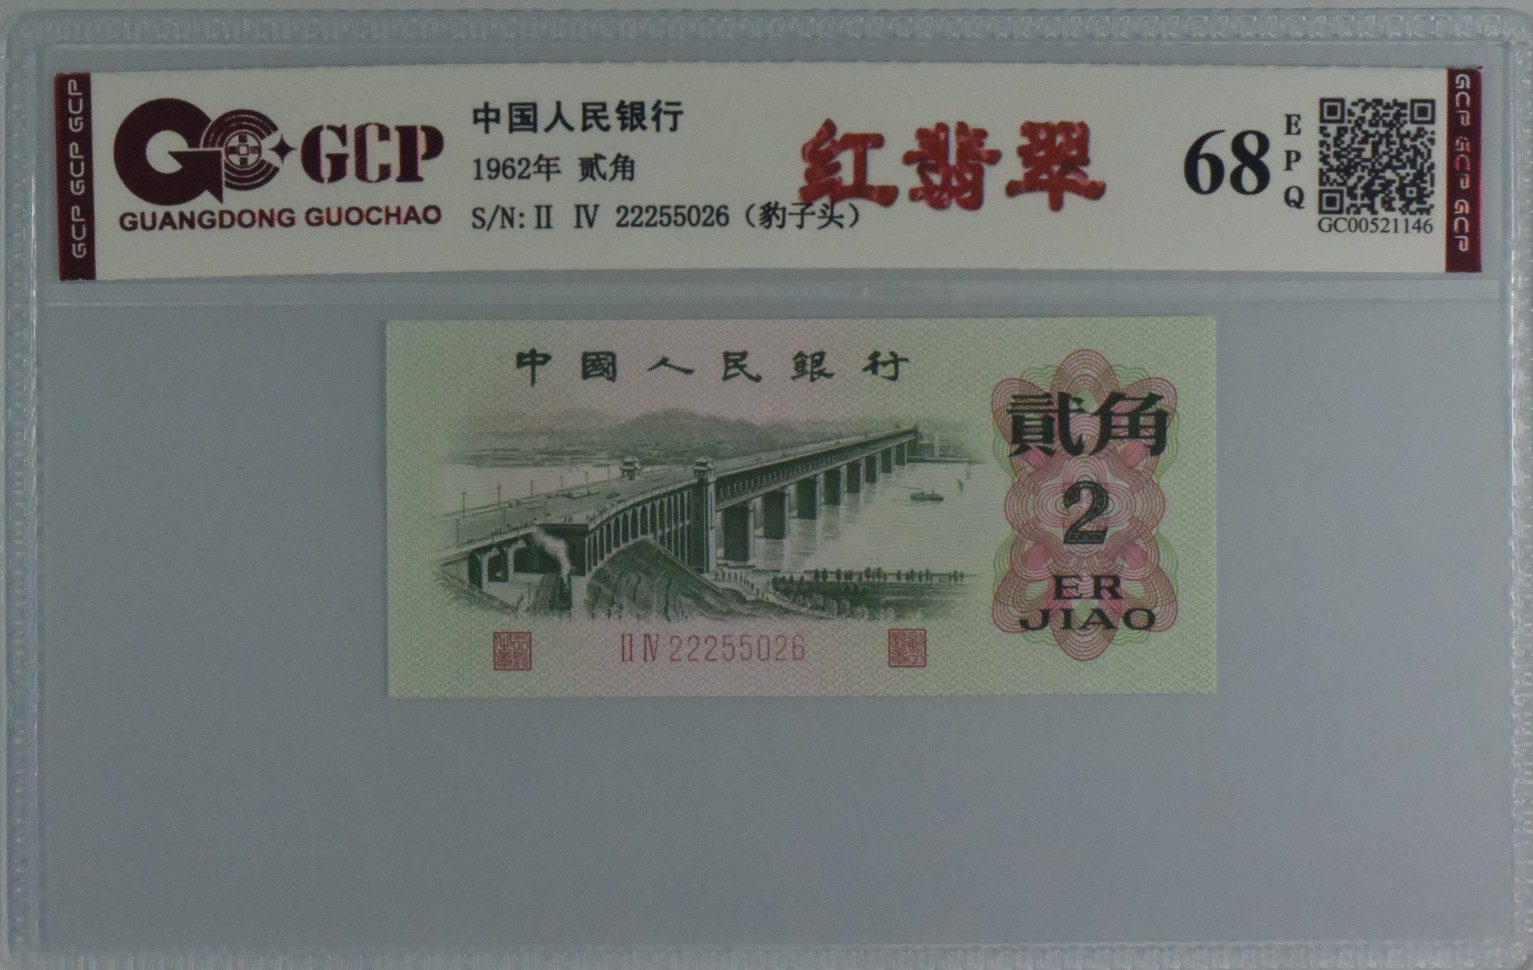 GCP GCP GCP
GCP
GUANGDONG GUOCHAO
中国人民银行
1962年 贰角
S/N: II IV 22255026（豹子头）
红翡翠
68
EPQ
GC00521146
GCP GCP GCP GCP
中國人民銀行
貳角
2
ER
JIAO
II IV 22255026